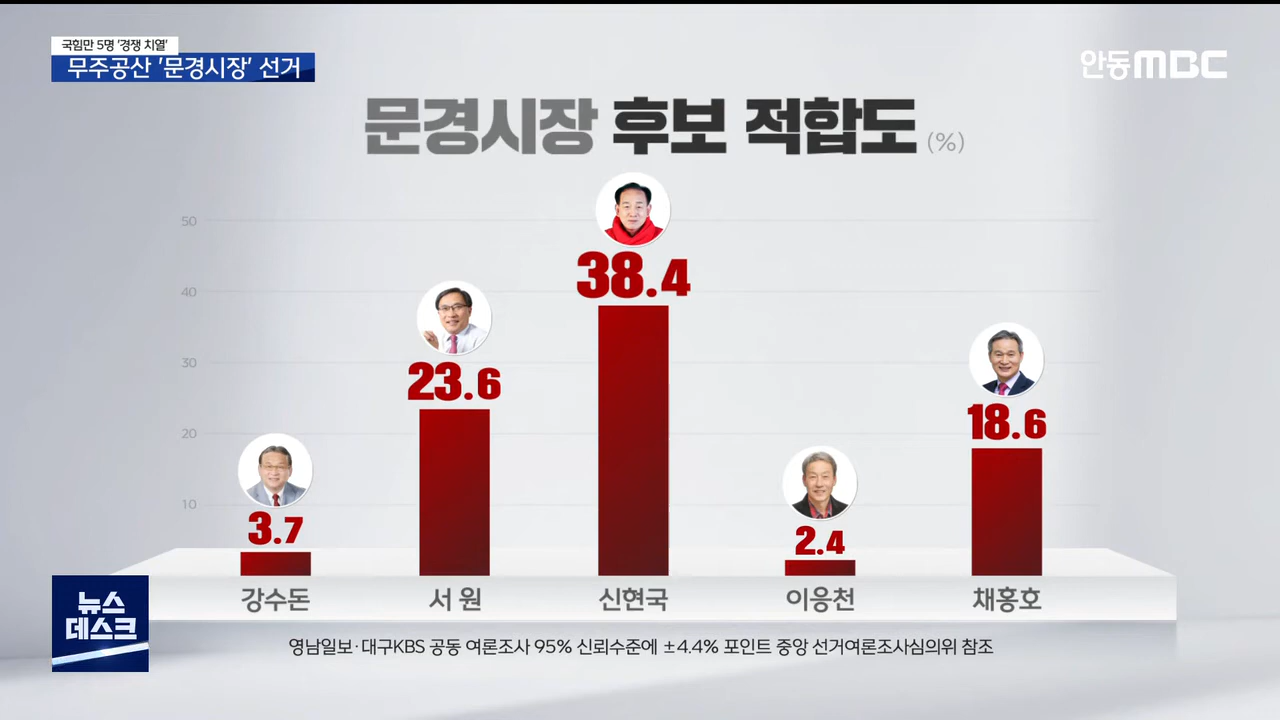 국힘만 5명 '경쟁 치열'
무주공산 '문경시장' 선거
안동MBC
문경시장 후보 적합도 (%)
50
40
30
20
10
38.4
23.6
18.6
3.7
2.4
강수돈 서 원 신현국 이응천 채홍호
뉴스
데스크
영남일보·대구KBS 공동 여론조사 95% 신뢰수준에 ±4.4% 포인트 중앙 선거여론조사심의위 참조